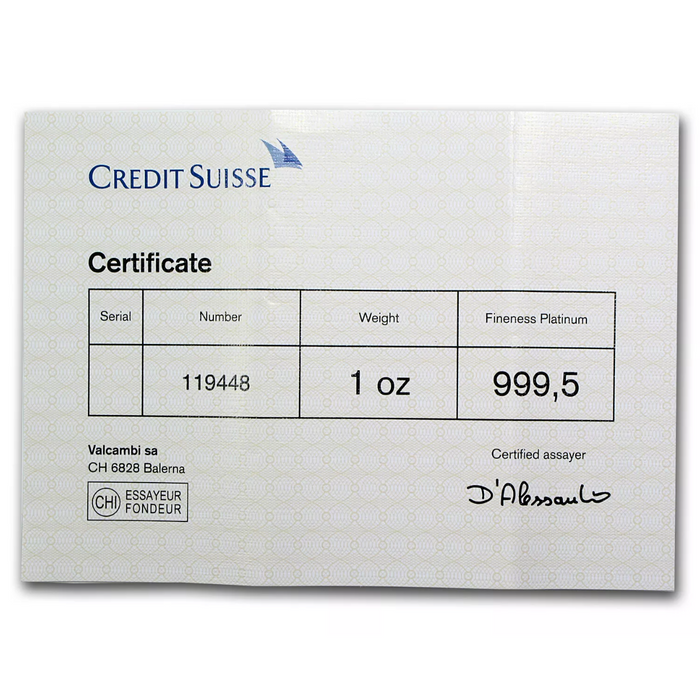 CREDIT SUISSE
Certificate
Serial Number Weight Fineness Platinum
119448 1 oz 999,5
Valcambi sa
CH 6828 Balerna
Certified assayer
CHI ESSAYEUR
FONDEUR
D'Alessandro